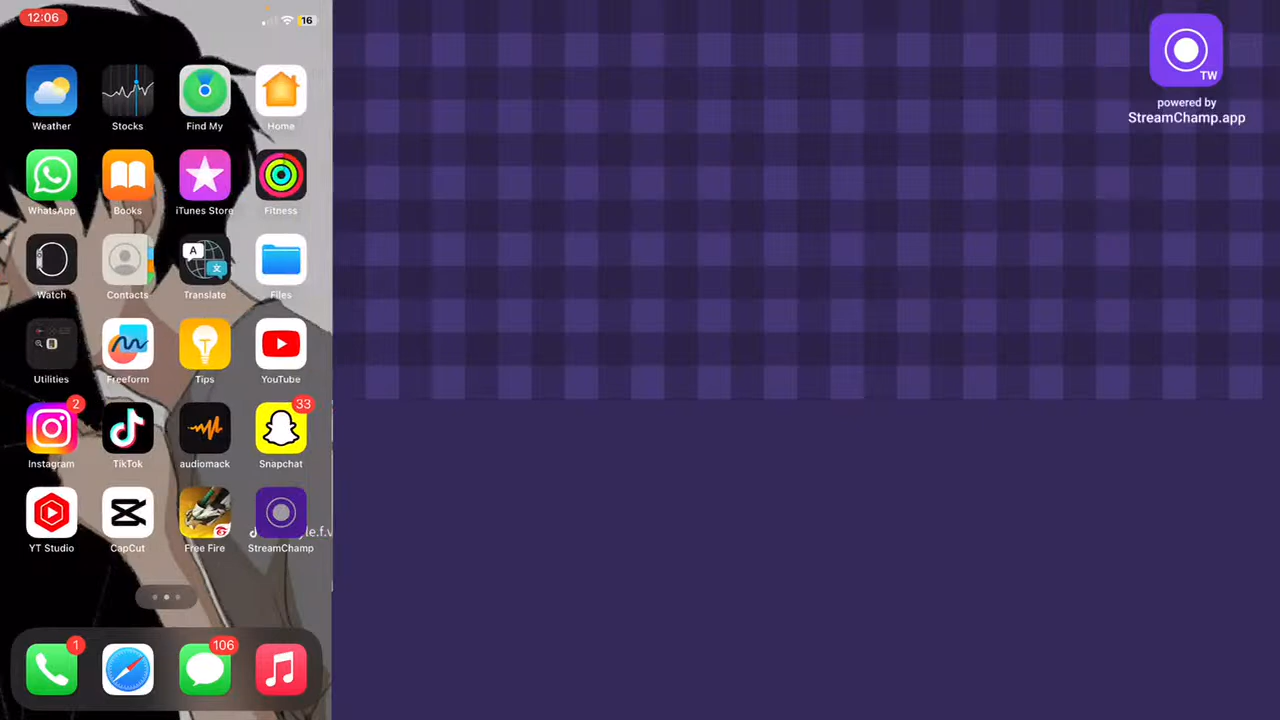 12:06
16
Weather
Stocks
Find My
Home
WhatsApp
Books
iTunes Store
Fitness
Watch
Contacts
A
文
Translate
Files
Utilities
Freeform
Tips
YouTube
2
33
Instagram
TikTok
audiomack
Snapchat
YT Studio
CapCut
Free Fire
StreamChamp
1
106
TW
powered by
StreamChamp.app